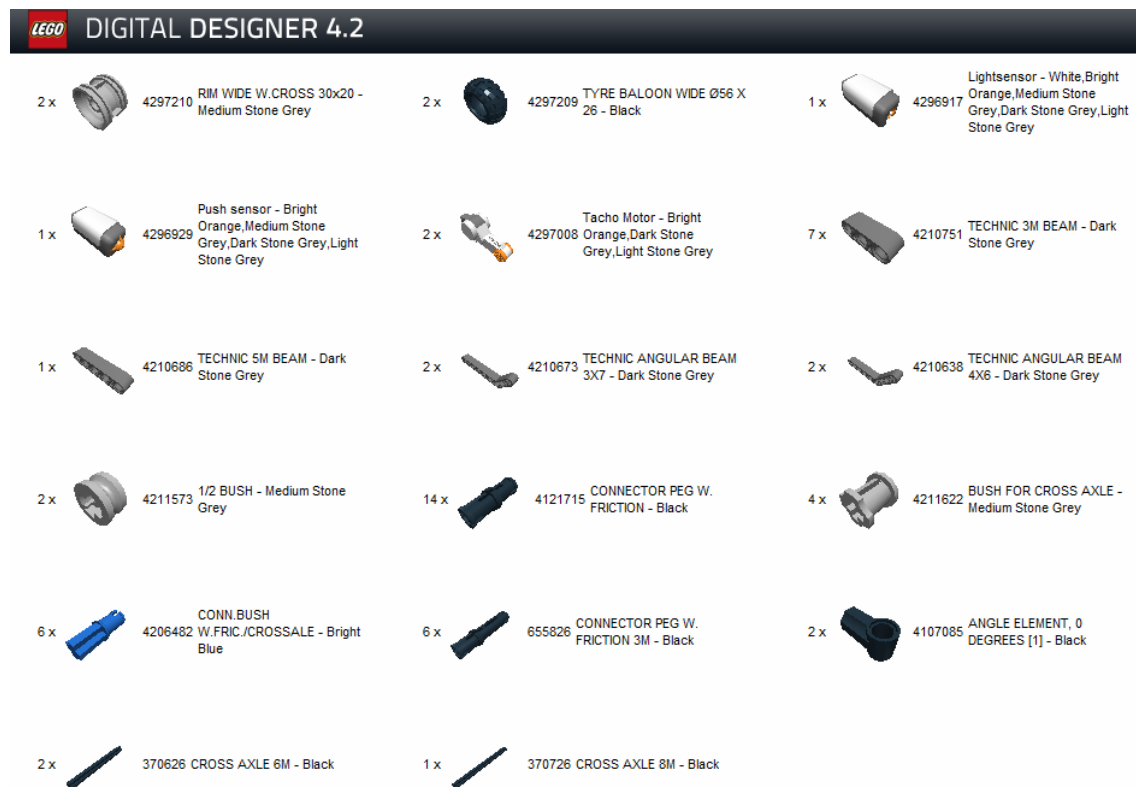 LEGO DIGITAL DESIGNER 4.2
2 x 4297210 RIM WIDE W.CROSS 30x20 -
Medium Stone Grey
2 x 4297209 TYRE BALOON WIDE Ø56 X
26 - Black
1 x 4296917 Lightsensor - White,Bright
Orange,Medium Stone
Grey,Dark Stone Grey,Light
Stone Grey
1 x 4296929 Push sensor - Bright
Orange,Medium Stone
Grey,Dark Stone Grey,Light
Stone Grey
2 x 4297008 Tacho Motor - Bright
Orange,Dark Stone
Grey,Light Stone Grey
7 x 4210751 TECHNIC 3M BEAM - Dark
Stone Grey
1 x 4210686 TECHNIC 5M BEAM - Dark
Stone Grey
2 x 4210673 TECHNIC ANGULAR BEAM
3X7 - Dark Stone Grey
2 x 4210638 TECHNIC ANGULAR BEAM
4X6 - Dark Stone Grey
2 x 4211573 1/2 BUSH - Medium Stone
Grey
14 x 4121715 CONNECTOR PEG W.
FRICTION - Black
4 x 4211622 BUSH FOR CROSS AXLE -
Medium Stone Grey
6 x 4206482 CONN.BUSH
W.FRIC./CROSSALE - Bright
Blue
6 x 655826 CONNECTOR PEG W.
FRICTION 3M - Black
2 x 4107085 ANGLE ELEMENT, 0
DEGREES [1] - Black
2 x 370626 CROSS AXLE 6M - Black
1 x 370726 CROSS AXLE 8M - Black